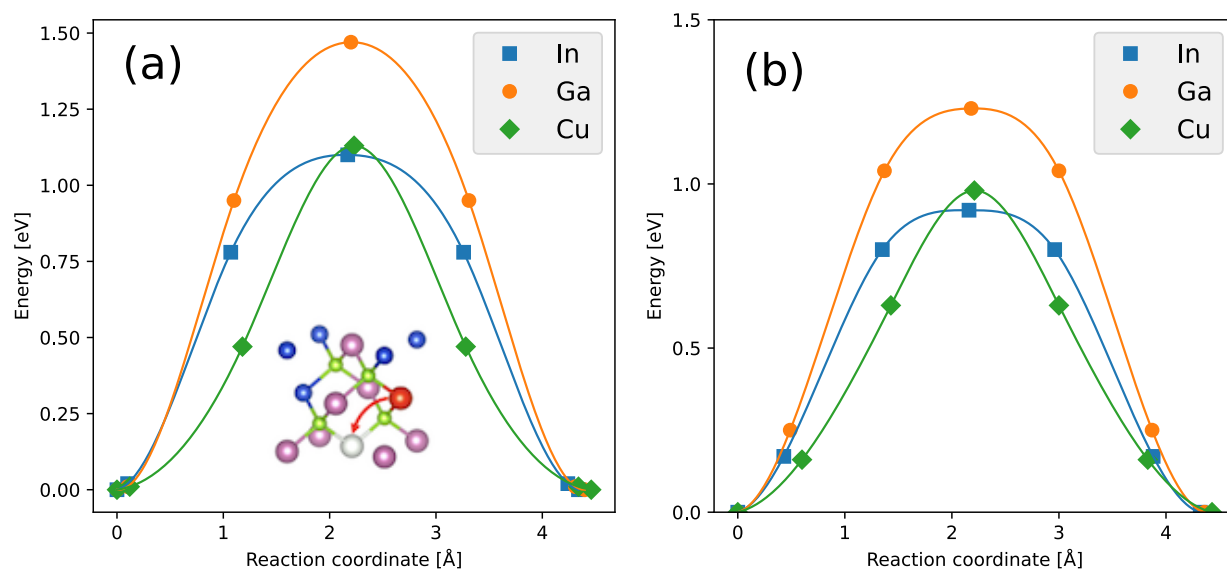 (a)
In
Ga
Cu
Energy [eV]
1.50
1.25
1.00
0.75
0.50
0.25
0.00
0 1 2 3 4
Reaction coordinate [Å]
(b)
In
Ga
Cu
Energy [eV]
1.5
1.0
0.5
0.0
0 1 2 3 4
Reaction coordinate [Å]